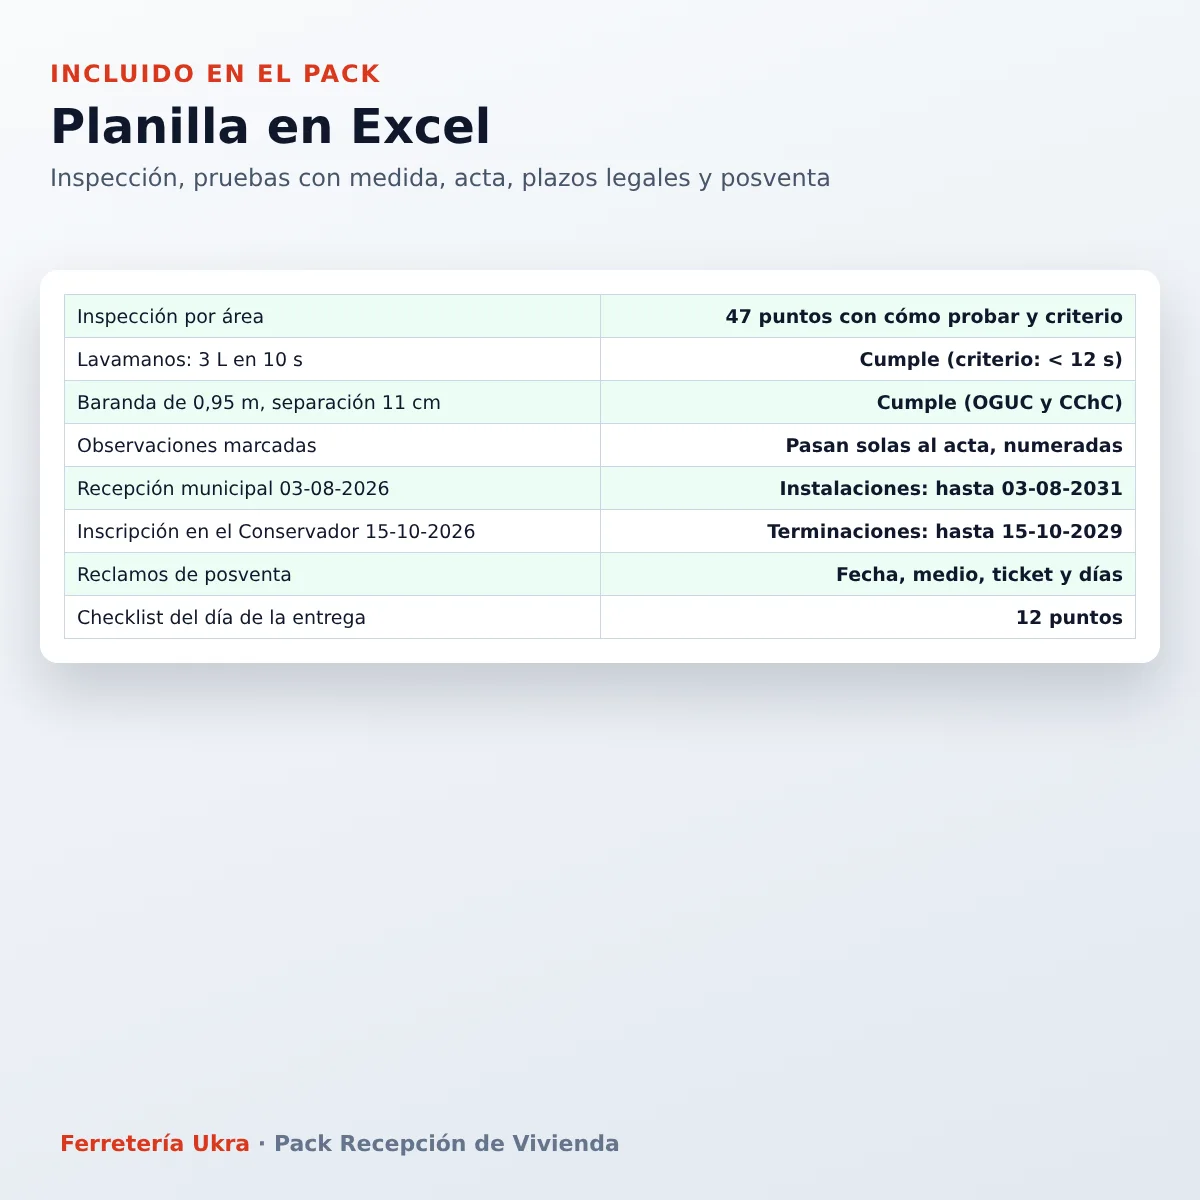 INCLUIDO EN EL PACK
Planilla en Excel
Inspección, pruebas con medida, acta, plazos legales y posventa
Inspección por área 47 puntos con cómo probar y criterio
Lavamanos: 3 L en 10 s Cumple (criterio: < 12 s)
Baranda de 0,95 m, separación 11 cm Cumple (OGUC y CChC)
Observaciones marcadas Pasan solas al acta, numeradas
Recepción municipal 03-08-2026 Instalaciones: hasta 03-08-2031
Inscripción en el Conservador 15-10-2026 Terminaciones: hasta 15-10-2029
Reclamos de posventa Fecha, medio, ticket y días
Checklist del día de la entrega 12 puntos
Ferretería Ukra · Pack Recepción de Vivienda